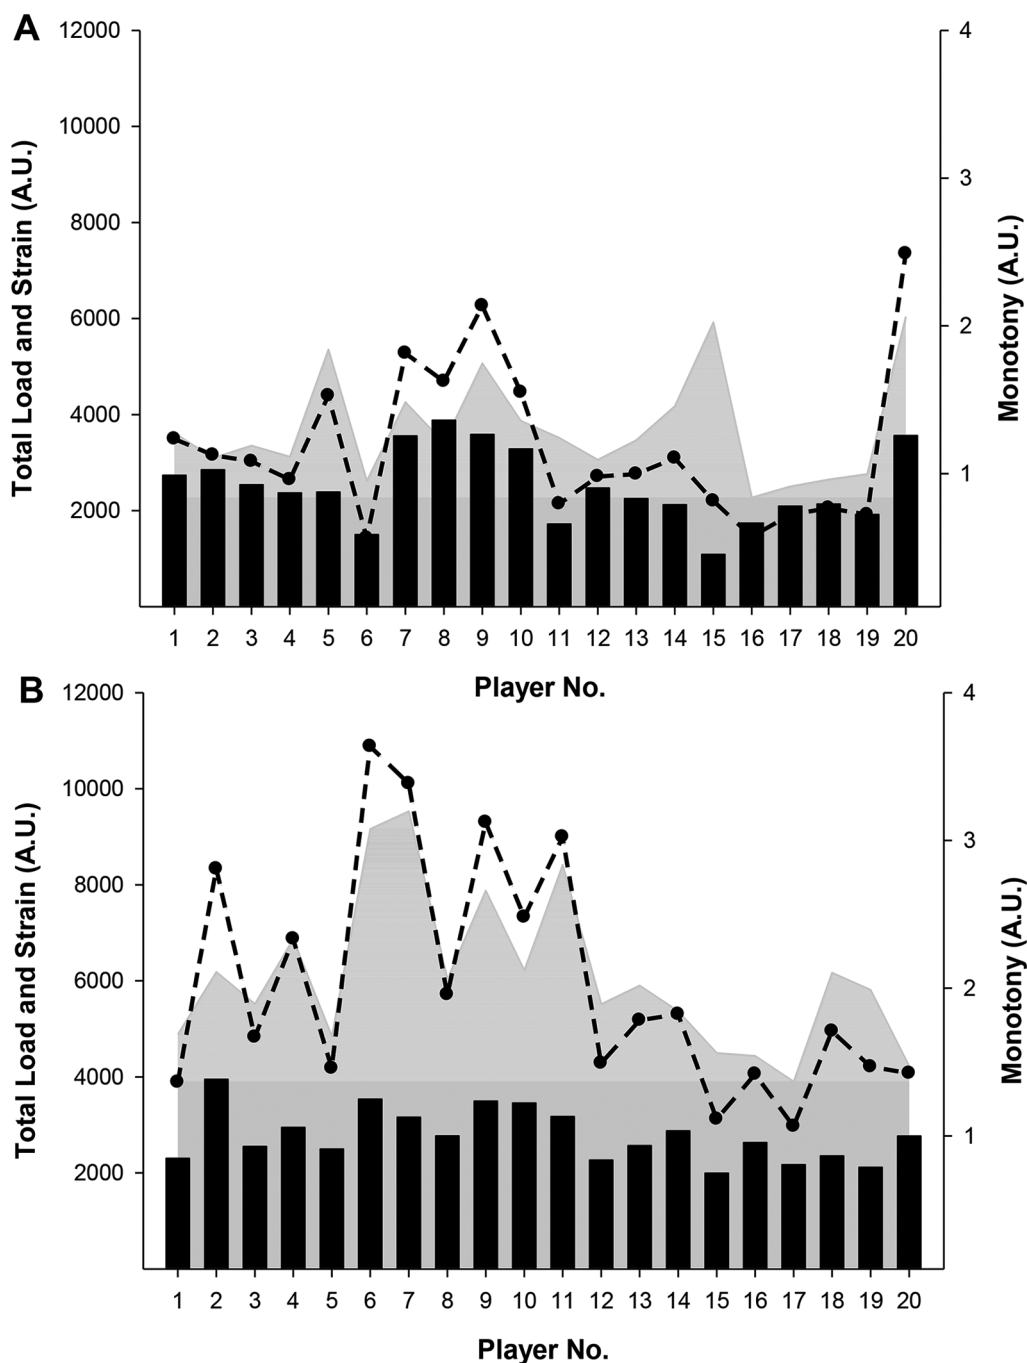 A
Total Load and Strain (A.U.)
12000
10000
8000
6000
4000
2000
4
3
2
1
Monotony (A.U.)
1 2 3 4 5 6 7 8 9 10 11 12 13 14 15 16 17 18 19 20
Player No.
B
Total Load and Strain (A.U.)
12000
10000
8000
6000
4000
2000
4
3
2
1
Monotony (A.U.)
1 2 3 4 5 6 7 8 9 10 11 12 13 14 15 16 17 18 19 20
Player No.